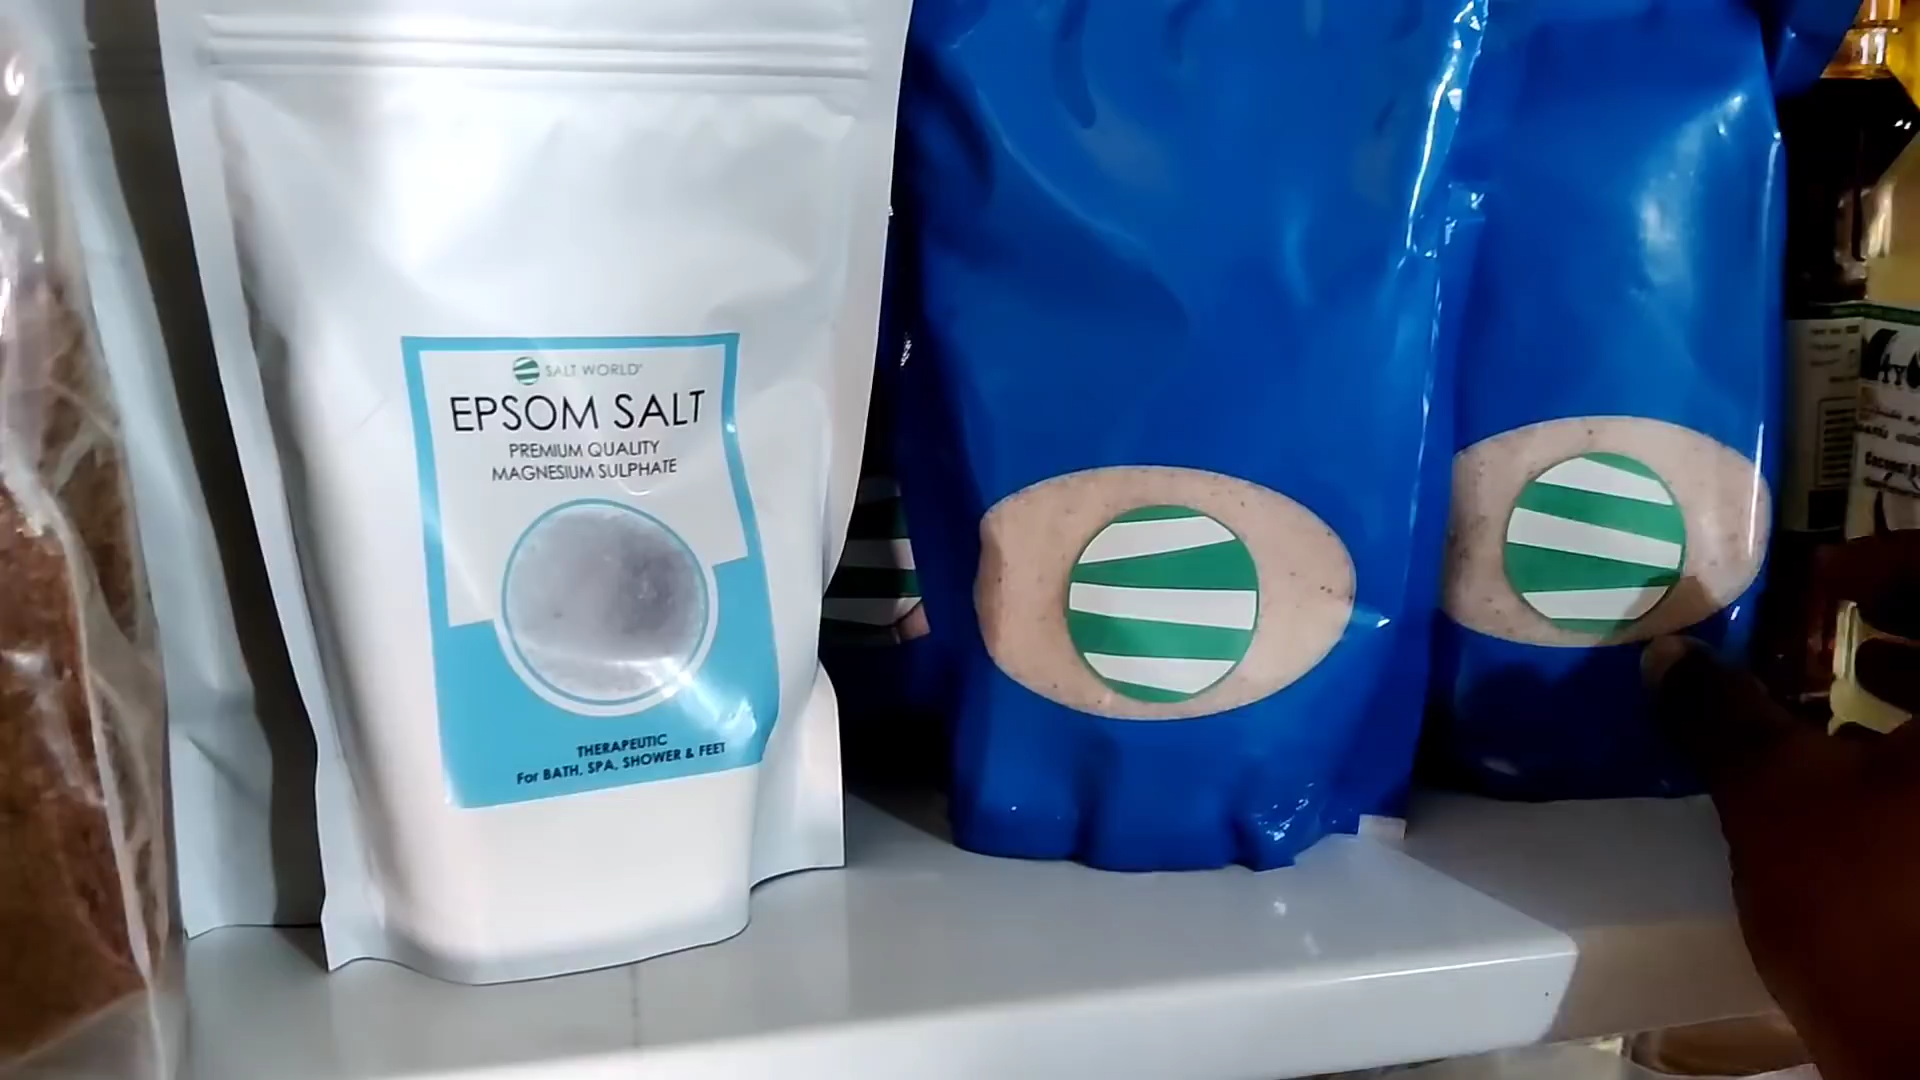 SALT WORLD
EPSOM SALT
PREMIUM QUALITY
MAGNESIUM SULPHATE
THERAPEUTIC
For BATH, SPA, SHOWER & FEET